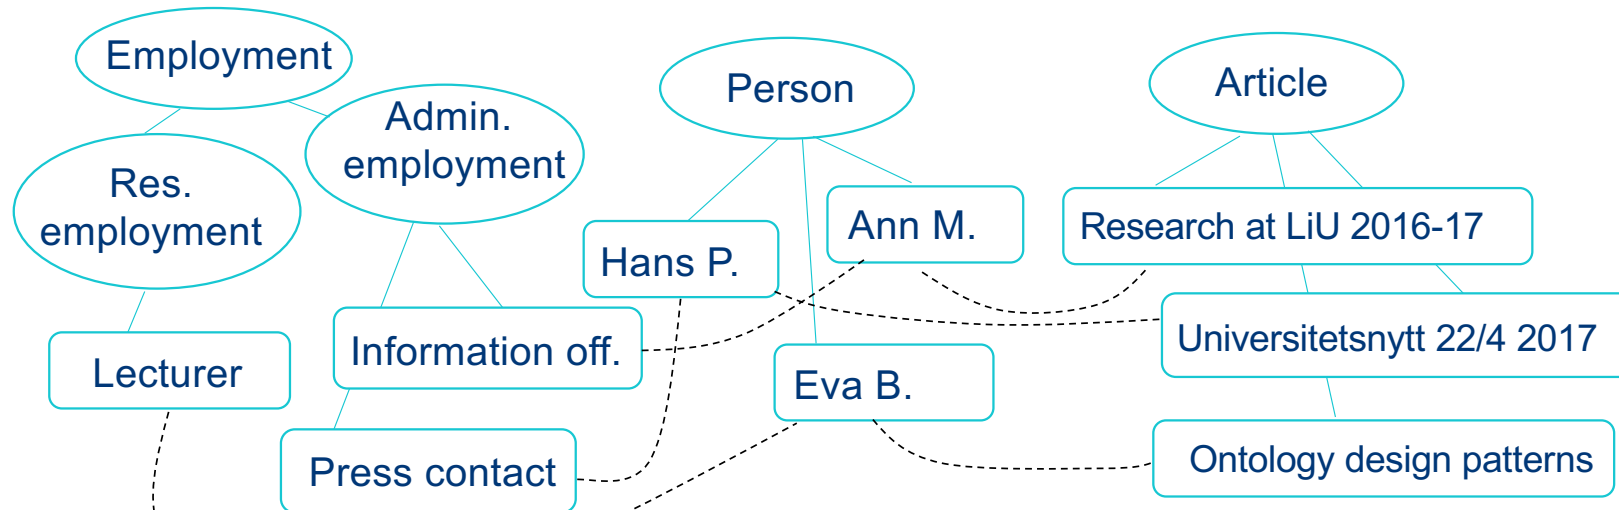 Employment
Admin.
employment
Res.
employment
Lecturer
Information off.
Press contact
Person
Hans P.
Ann M.
Eva B.
Article
Research at LiU 2016-17
Universitetsnytt 22/4 2017
Ontology design patterns